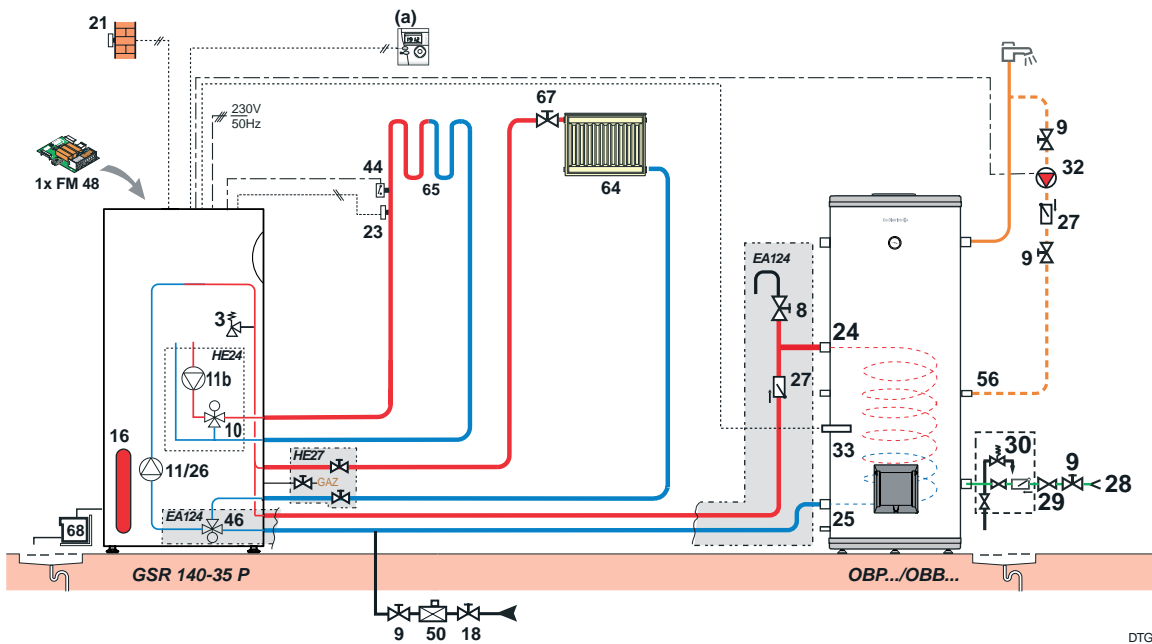 21
(a)
230V
50Hz
1x FM 48
67
9
44
65
64
32
23
27
9
EA124
3
8
24
HE24
11b
27
56
10
16
33
30
9
HE27
11/26
GAZ
28
29
EA124
46
25
68
GSR 140-35 P
OBP.../OBB...
9
50
18
DTG